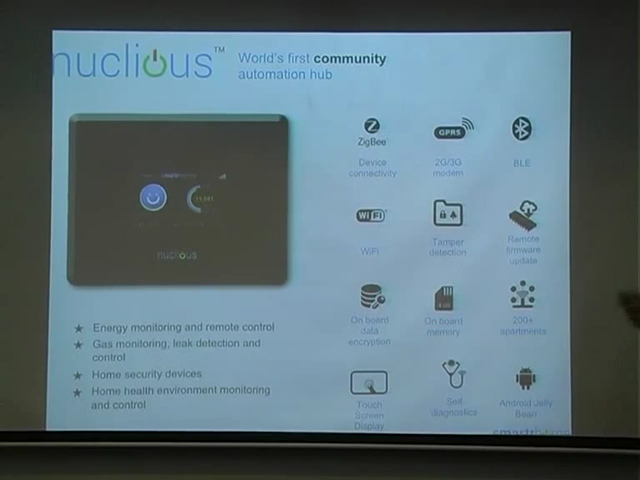 nuclious™
World's first community
automation hub
nuclious
★ Energy monitoring and remote control
★ Gas monitoring, leak detection and
control
★ Home security devices
★ Home health environment monitoring
and control
ZigBee
Device
connectivity
GPRS
2G/3G
modem
BLE
WiFi
WiFi
Tamper
detection
Remote
firmware
update
On board
data
encryption
On board
memory
200+
apartments
Touch
Screen
Display
Self
diagnostics
Android Jelly
Bean